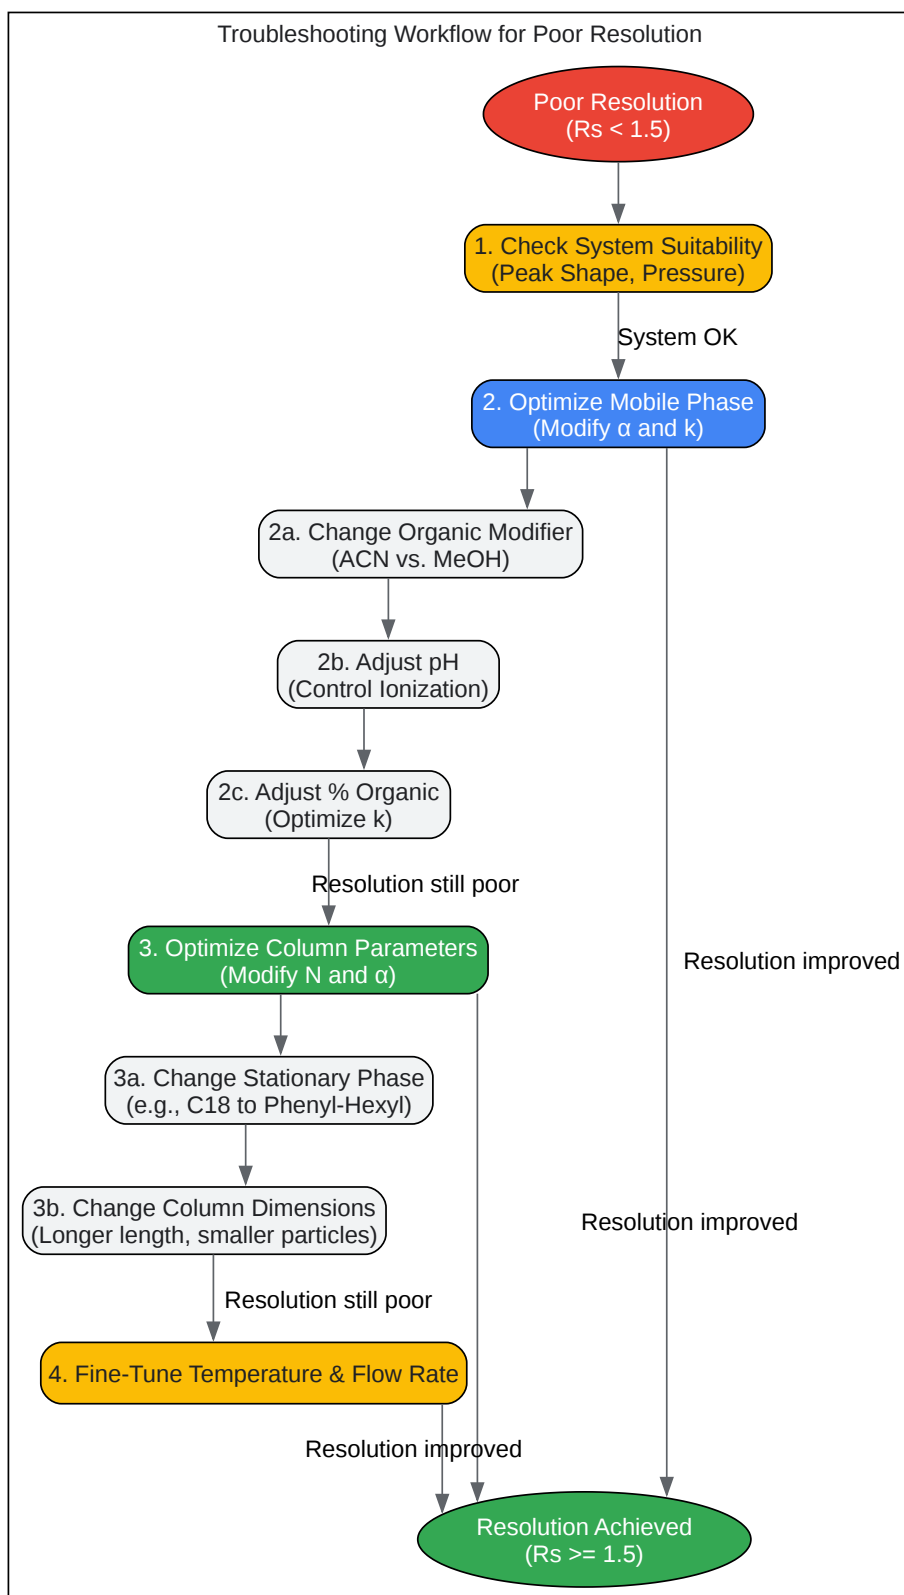 Troubleshooting Workflow for Poor Resolution
Poor Resolution
(Rs < 1.5)
1. Check System Suitability
(Peak Shape, Pressure)
System OK
2. Optimize Mobile Phase
(Modify α and k)
2a. Change Organic Modifier
(ACN vs. MeOH)
2b. Adjust pH
(Control Ionization)
2c. Adjust % Organic
(Optimize k)
Resolution still poor
3. Optimize Column Parameters
(Modify N and α)
Resolution improved
3a. Change Stationary Phase
(e.g., C18 to Phenyl-Hexyl)
3b. Change Column Dimensions
(Longer length, smaller particles)
Resolution improved
Resolution still poor
4. Fine-Tune Temperature & Flow Rate
Resolution improved
Resolution Achieved
(Rs >= 1.5)